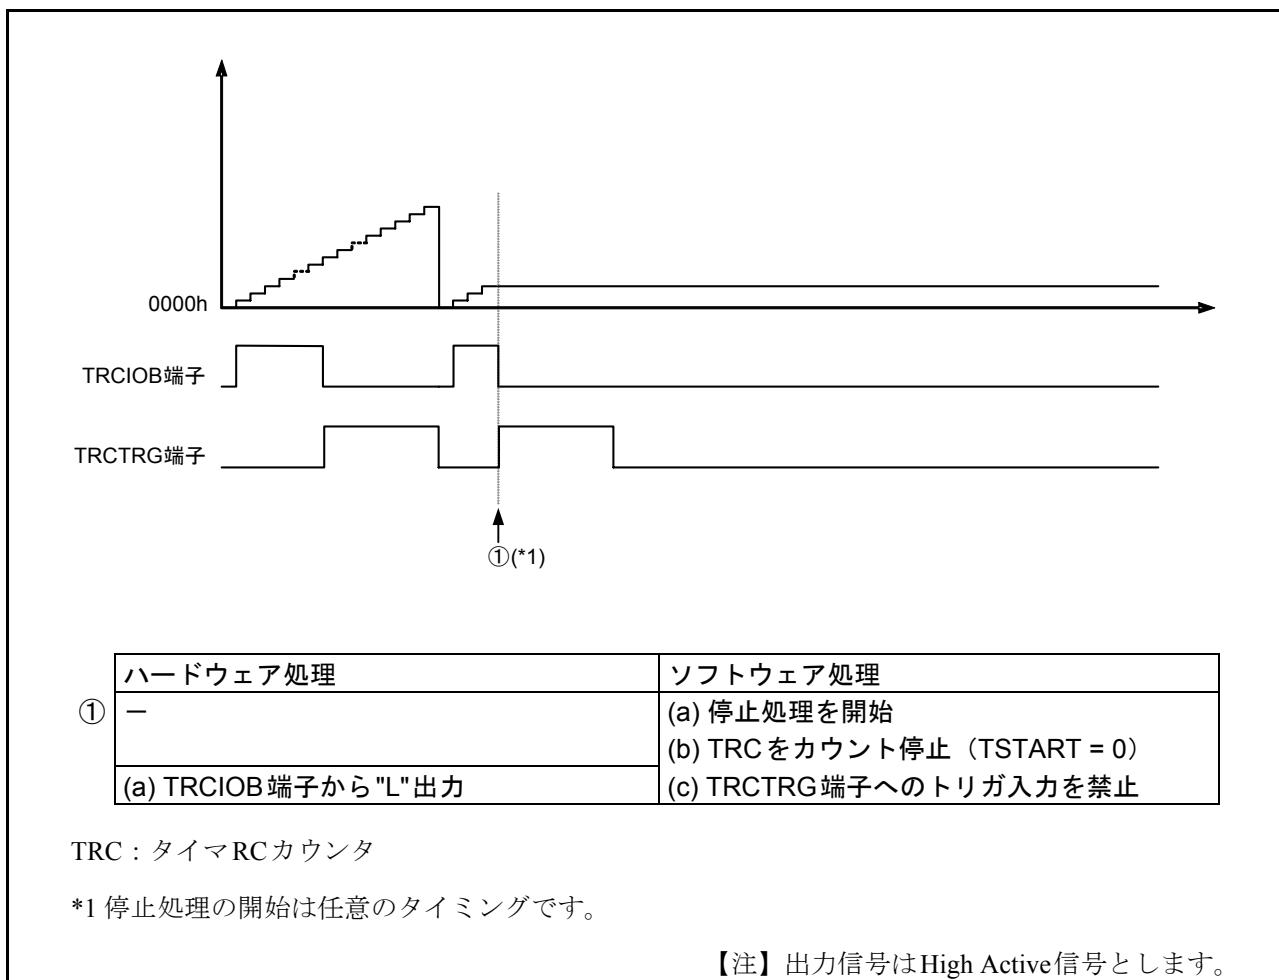 0000h
TRCIOB端子
TRCTRG端子
①(*1)
ハードウェア処理 ソフトウェア処理
① － (a) 停止処理を開始
(b) TRCをカウント停止（TSTART = 0）
(a) TRCIOB端子から"L"出力 (c) TRCTRG端子へのトリガ入力を禁止
TRC：タイマRCカウンタ
*1 停止処理の開始は任意のタイミングです。
【注】出力信号はHigh Active信号とします。